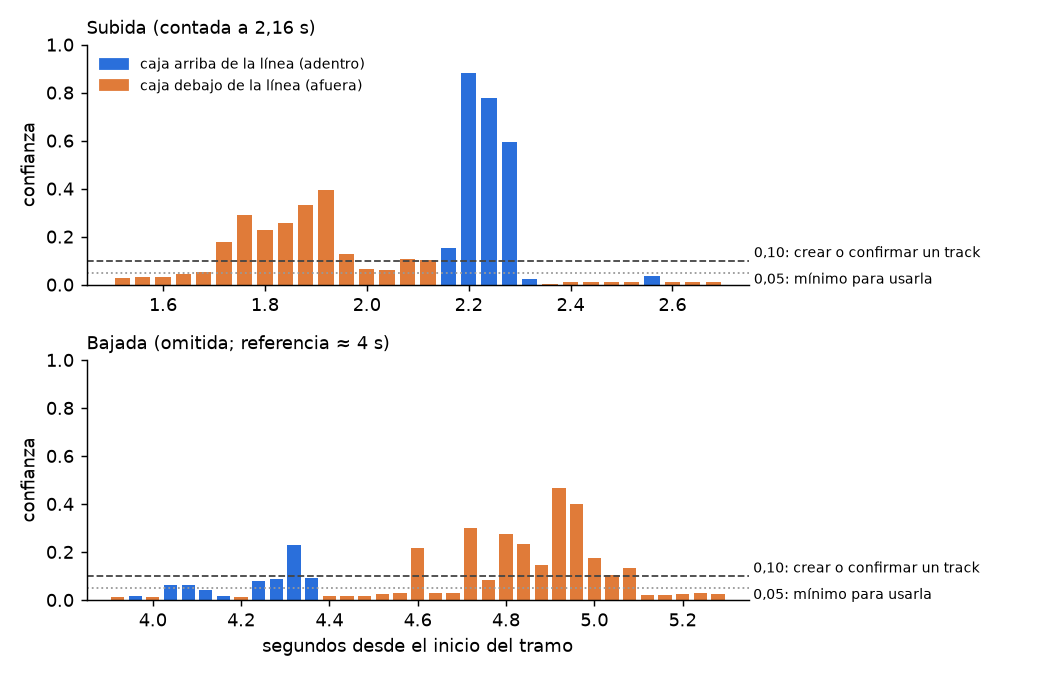 Subida (contada a 2,16 s)
1.0
caja arriba de la línea (adentro)
caja debajo de la línea (afuera)
0.8
0.6
confianza
0.4
0.2
0,10: crear o confirmar un track
0,05: mínimo para usarla
0.0
1.6 1.8 2.0 2.2 2.4 2.6
Bajada (omitida; referencia ≈ 4 s)
1.0
0.8
0.6
confianza
0.4
0.2
0,10: crear o confirmar un track
0,05: mínimo para usarla
0.0
4.0 4.2 4.4 4.6 4.8 5.0 5.2
segundos desde el inicio del tramo